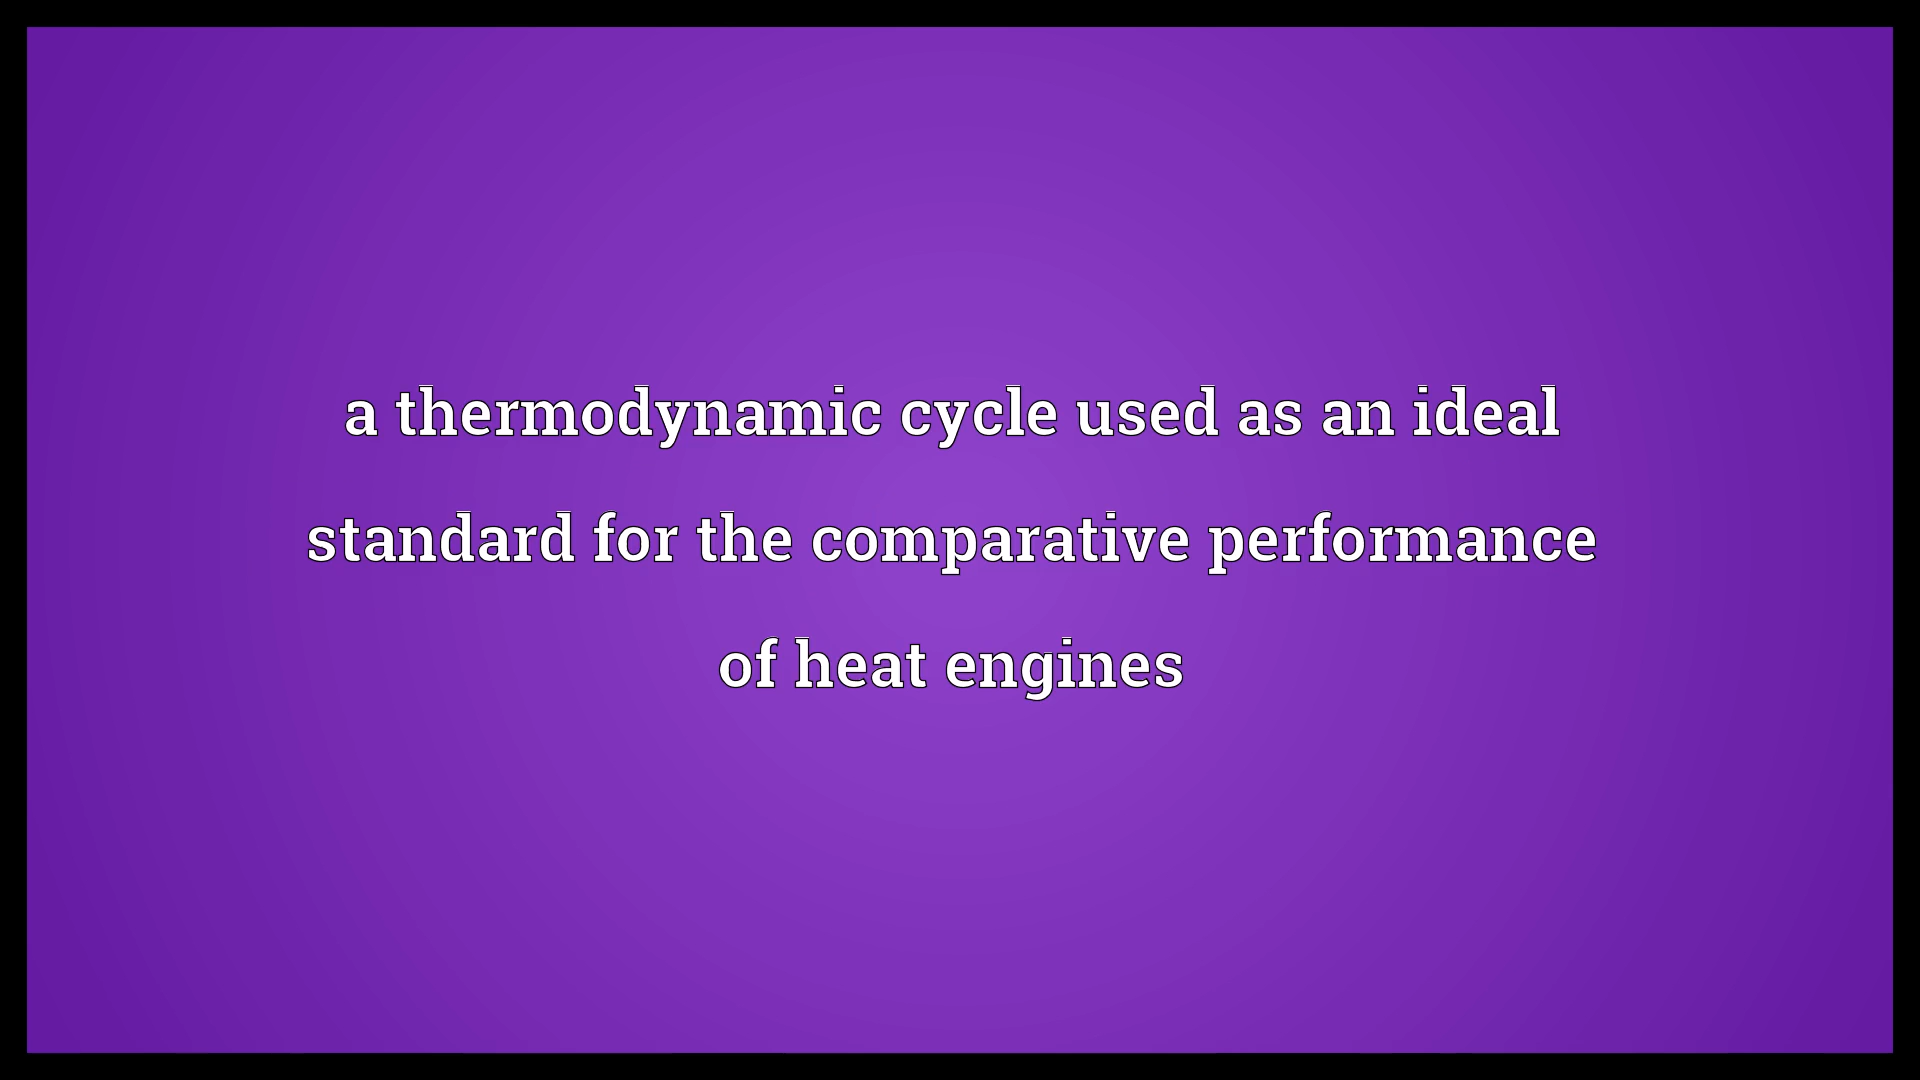 a thermodynamic cycle used as an ideal
standard for the comparative performance
of heat engines